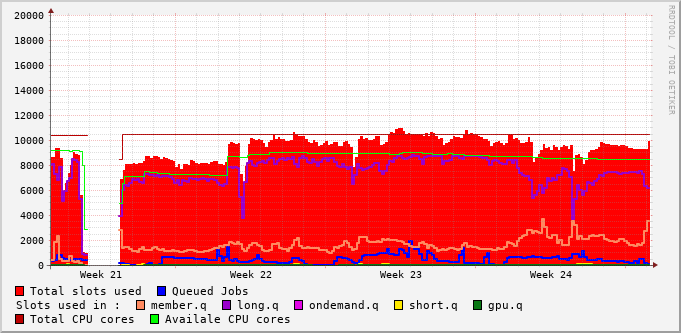 20000
18000
16000
14000
12000
10000
8000
6000
4000
2000
0
Week 21 Week 22 Week 23 Week 24
RRDTOOL / TOBI OETIKER
Total slots used Queued Jobs
Slots used in : member.q long.q ondemand.q short.q gpu.q
Total CPU cores Availale CPU cores